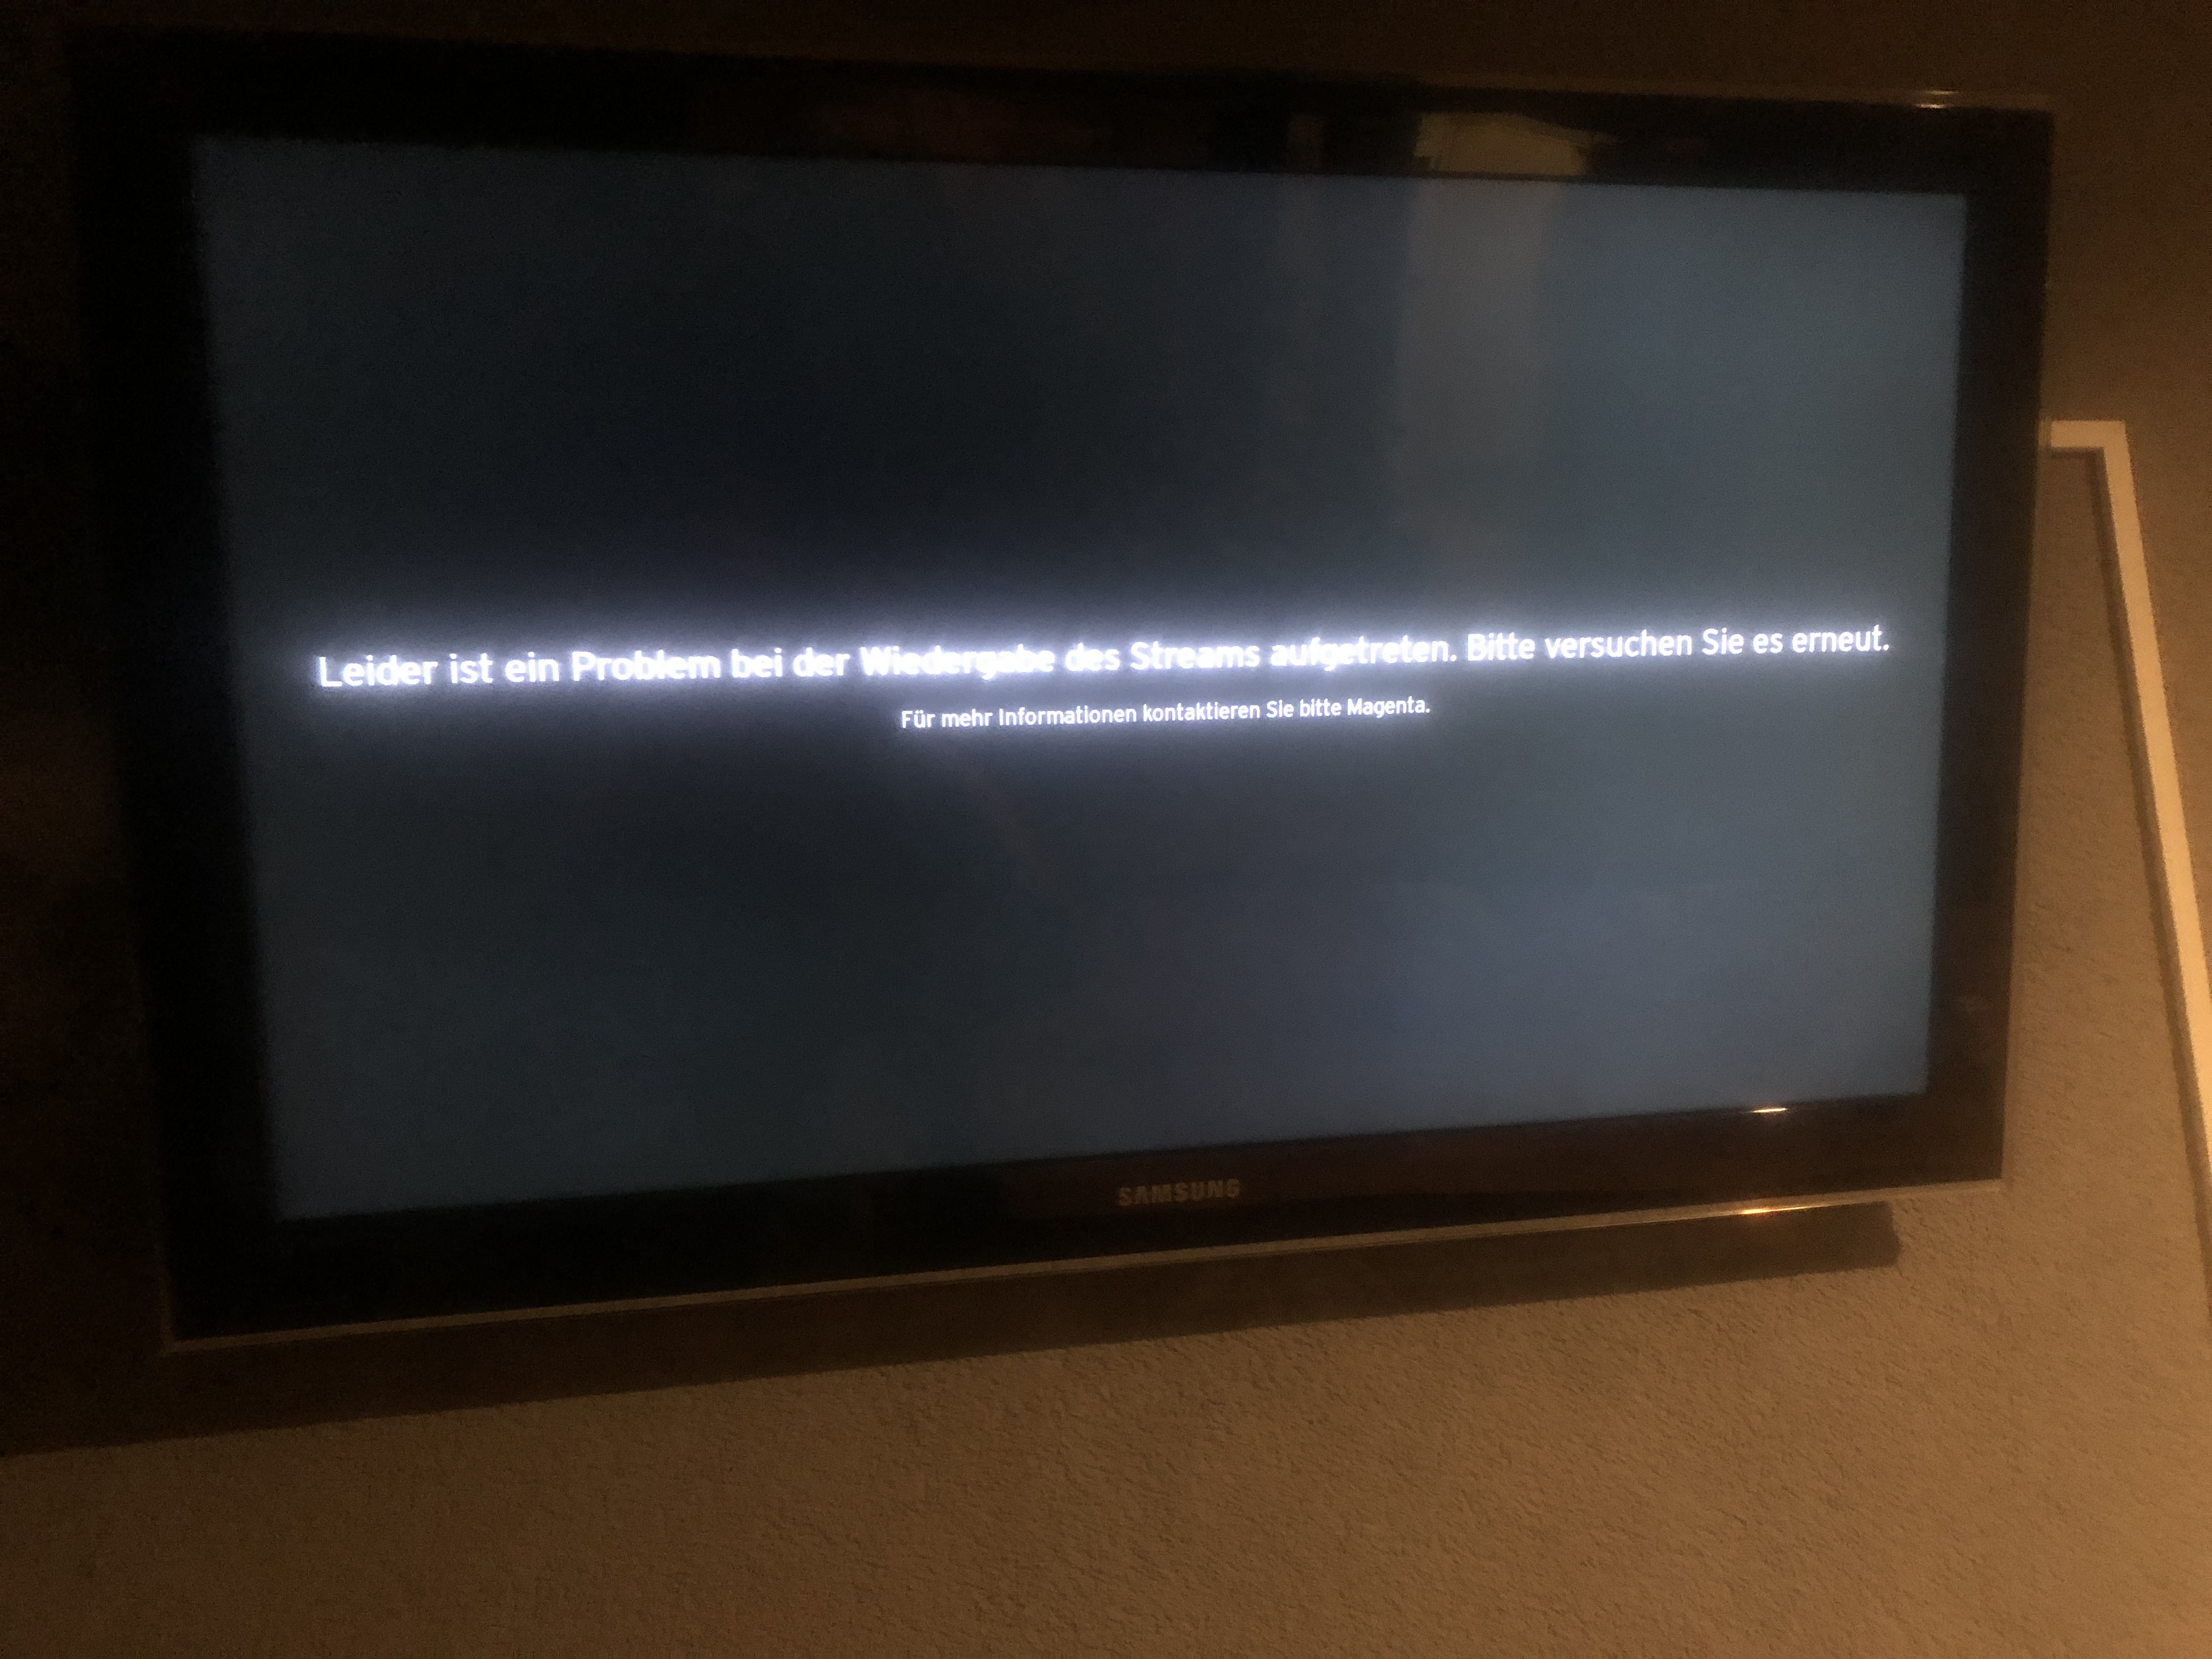 Leider ist ein Problem bei der Wiedergabe des Streams aufgetreten. Bitte versuchen Sie es erneut.
Für mehr Informationen kontaktieren Sie bitte Magenta.
SAMSUNG